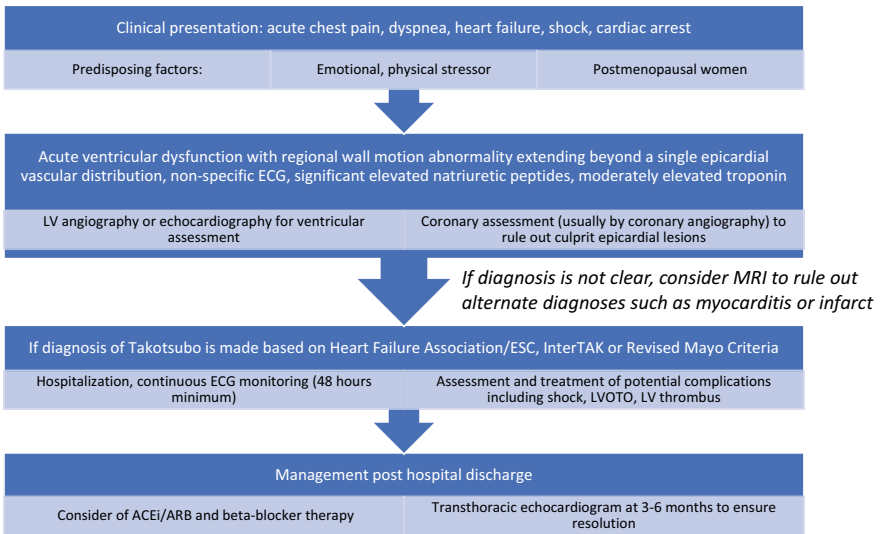 Clinical presentation: acute chest pain, dyspnea, heart failure, shock, cardiac arrest
Predisposing factors:
Emotional, physical stressor
Postmenopausal women
Acute ventricular dysfunction with regional wall motion abnormality extending beyond a single epicardial
vascular distribution, non-specific ECG, significant elevated natriuretic peptides, moderately elevated troponin
LV angiography or echocardiography for ventricular
assessment
Coronary assessment (usually by coronary angiography) to
rule out culprit epicardial lesions
If diagnosis is not clear, consider MRI to rule out
alternate diagnoses such as myocarditis or infarct
If diagnosis of Takotsubo is made based on Heart Failure Association/ESC, InterTAK or Revised Mayo Criteria
Hospitalization, continuous ECG monitoring (48 hours
minimum)
Assessment and treatment of potential complications
including shock, LVOTO, LV thrombus
Management post hospital discharge
Consider of ACEi/ARB and beta-blocker therapy
Transthoracic echocardiogram at 3-6 months to ensure
resolution